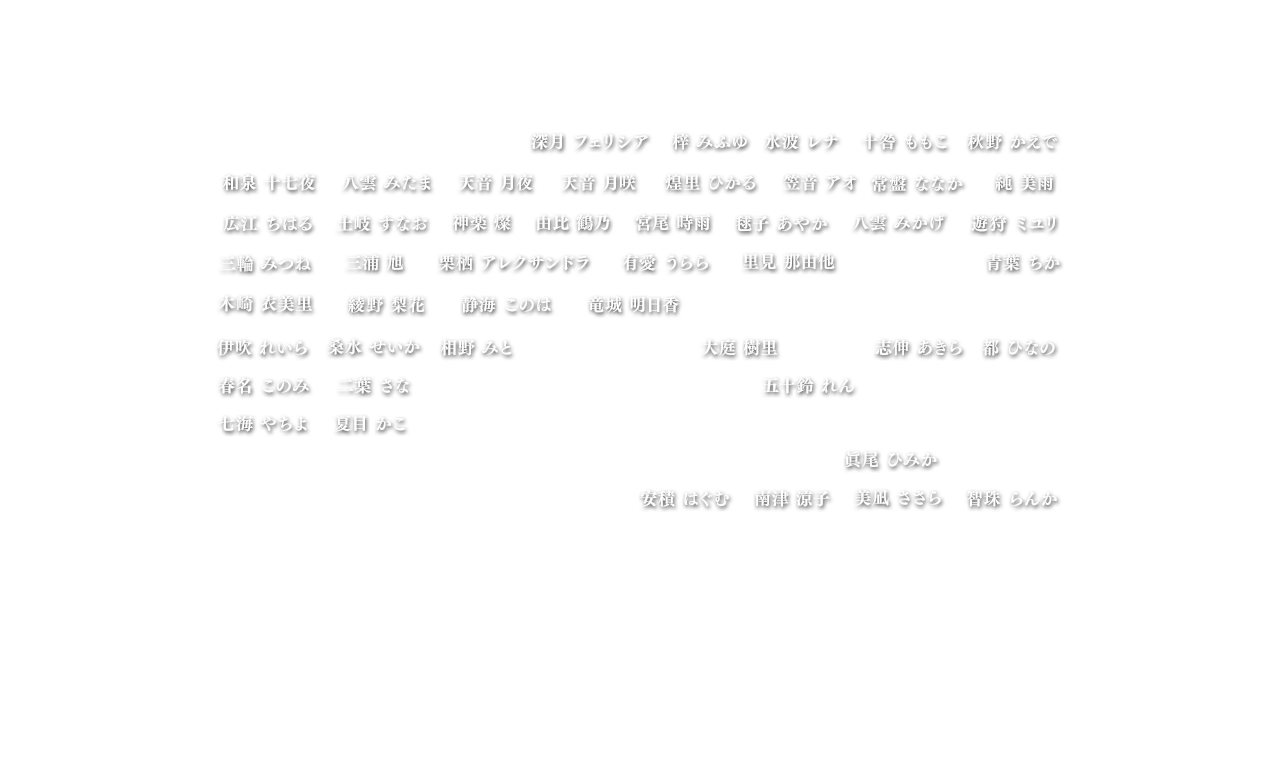 深月 フェリシア 梓 みふゆ 水波 レナ 十咎 ももこ 秋野 かえで
和泉 十七夜 八雲 みたま 天音 月夜 天音 月咲 煌里 ひかる 笠音 アオ 常盤 ななか 純 美雨
広江 ちはる 土岐 すなお 神楽 燦 由比 鶴乃 宮尾 時雨 毬子 あやか 八雲 みかげ 遊狩 ミユリ
三輪 みつね 三浦 旭 栗栖 アレクサンドラ 有愛 うらら 里見 那由他 青葉 ちか
木崎 衣美里 綾野 梨花 静海 このは 竜城 明日香
伊吹 れいら 桑水 せいか 相野 みと 大庭 樹里 志伸 あきら 都 ひなの
春名 このみ 二葉 さな 五十鈴 れん
七海 やちよ 夏目 かこ
眞尾 ひみか
安積 はぐむ 南津 涼子 美凪 ささら 智珠 らんか